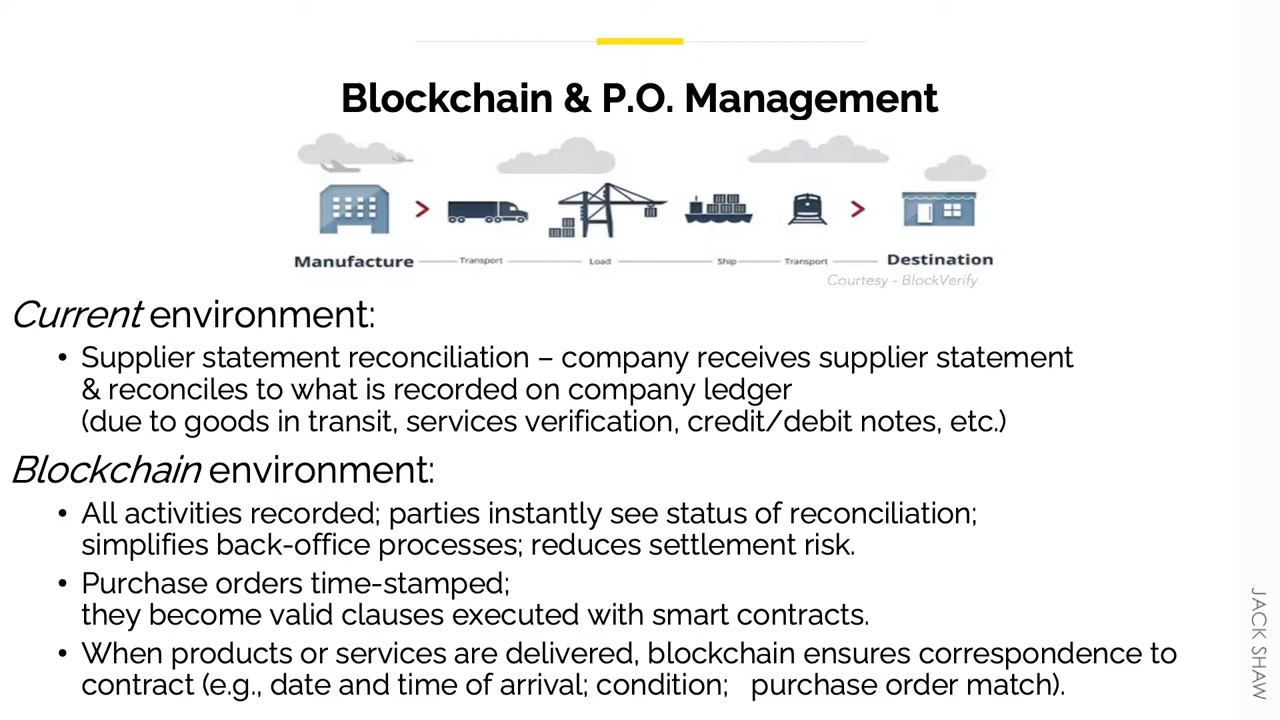 Blockchain & P.O. Management
Manufacture Transport Load Ship Transport Destination
Courtesy - BlockVerify
Current environment:
• Supplier statement reconciliation – company receives supplier statement
& reconciles to what is recorded on company ledger
(due to goods in transit, services verification, credit/debit notes, etc.)
Blockchain environment:
• All activities recorded; parties instantly see status of reconciliation;
simplifies back-office processes; reduces settlement risk.
• Purchase orders time-stamped;
they become valid clauses executed with smart contracts.
• When products or services are delivered, blockchain ensures correspondence to
contract (e.g., date and time of arrival; condition; purchase order match).
JACK SHAW